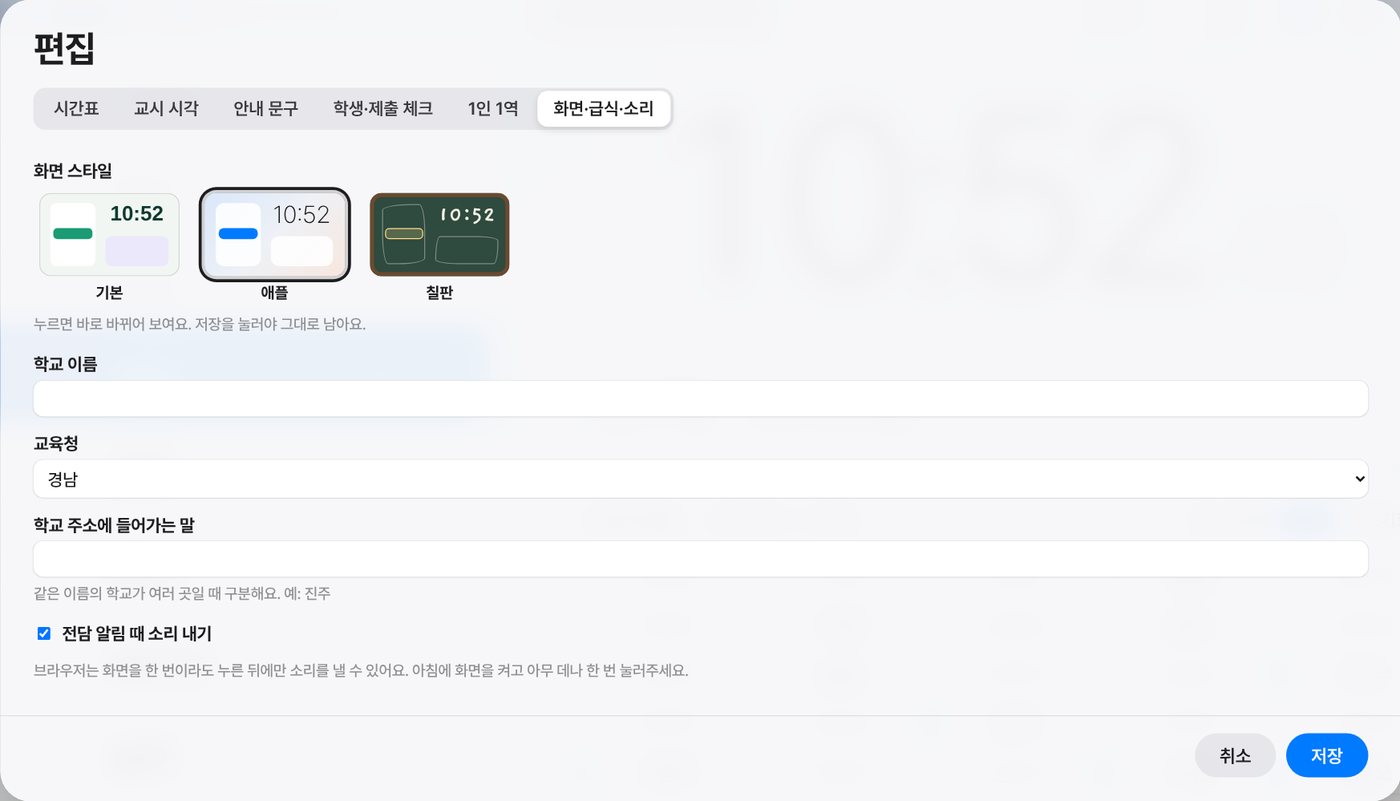 편집
시간표 교시 시각 안내 문구 학생·제출 체크 1인 1역 화면·급식·소리
화면 스타일
10:52 10:52 10:52
기본 애플 칠판
누르면 바로 바뀌어 보여요. 저장을 눌러야 그대로 남아요.
학교 이름
교육청
경남
학교 주소에 들어가는 말
같은 이름의 학교가 여러 곳일 때 구분해요. 예: 진주
전담 알림 때 소리 내기
브라우저는 화면을 한 번이라도 누른 뒤에만 소리를 낼 수 있어요. 아침에 화면을 켜고 아무 데나 한 번 눌러주세요.
취소 저장
10:52